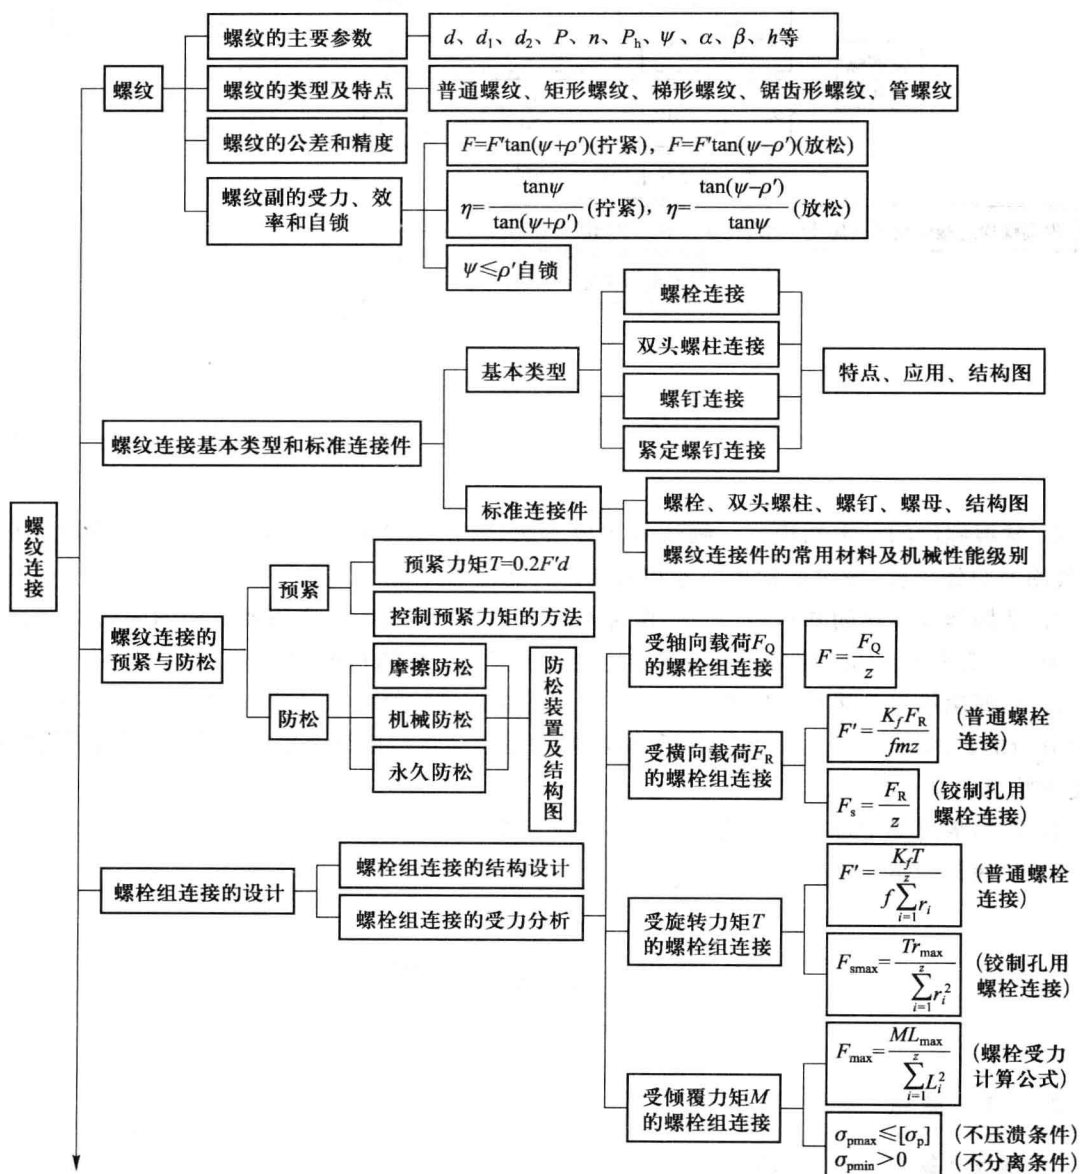 螺纹的主要参数
d、d₁、d₂、P、n、Pₕ、ψ、α、β、h等
螺纹
螺纹的类型及特点
普通螺纹、矩形螺纹、梯形螺纹、锯齿形螺纹、管螺纹
螺纹的公差和精度
F=F'tan(ψ+ρ')(拧紧)，F=F'tan(ψ−ρ')(放松)
螺纹副的受力、效
率和自锁
η=tanψ/tan(ψ+ρ')(拧紧)，η=tan(ψ−ρ')/tanψ(放松)
ψ≤ρ'自锁
螺栓连接
双头螺柱连接
基本类型
特点、应用、结构图
螺钉连接
紧定螺钉连接
螺纹连接基本类型和标准连接件
标准连接件
螺栓、双头螺柱、螺钉、螺母、结构图
螺纹连接件的常用材料及机械性能级别
螺纹连接
预紧力矩T=0.2F'd
预紧
控制预紧力矩的方法
螺纹连接的
预紧与防松
摩擦防松
防松
机械防松
永久防松
防松装置及结构图
受轴向载荷F_Q
的螺栓组连接
F=F_Q/z
受横向载荷F_R
的螺栓组连接
F'=K_f F_R/fmz
(普通螺栓
连接)
F_s=F_R/z
(铰制孔用
螺栓连接)
螺栓组连接的设计
螺栓组连接的结构设计
螺栓组连接的受力分析
受旋转力矩T
的螺栓组连接
F'=K_f T/f∑_{i=1}^{z} r_i
(普通螺栓
连接)
F_smax=Tr_max/∑_{i=1}^{z} r_i²
(铰制孔用
螺栓连接)
受倾覆力矩M
的螺栓组连接
F_max=ML_max/∑_{i=1}^{z} L_i²
(螺栓受力
计算公式)
σ_pmax≤[σ_p]
(不压溃条件)
σ_pmin>0
(不分离条件)